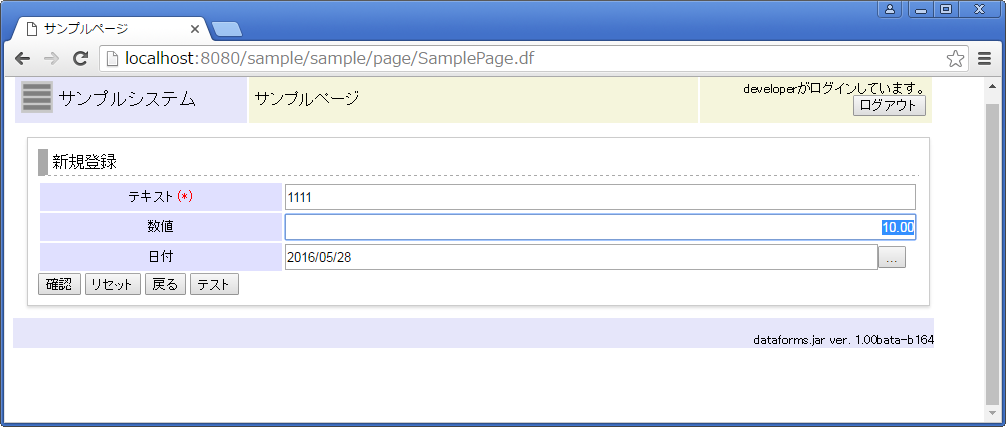 サンプルページ
localhost:8080/sample/sample/page/SamplePage.df
サンプルシステム
サンプルページ
developerがログインしています。
ログアウト
新規登録
テキスト(*) 1111
数値 10.00
日付 2016/05/28 ...
確認 リセット 戻る テスト
dataforms.jar ver. 1.00bata-b164